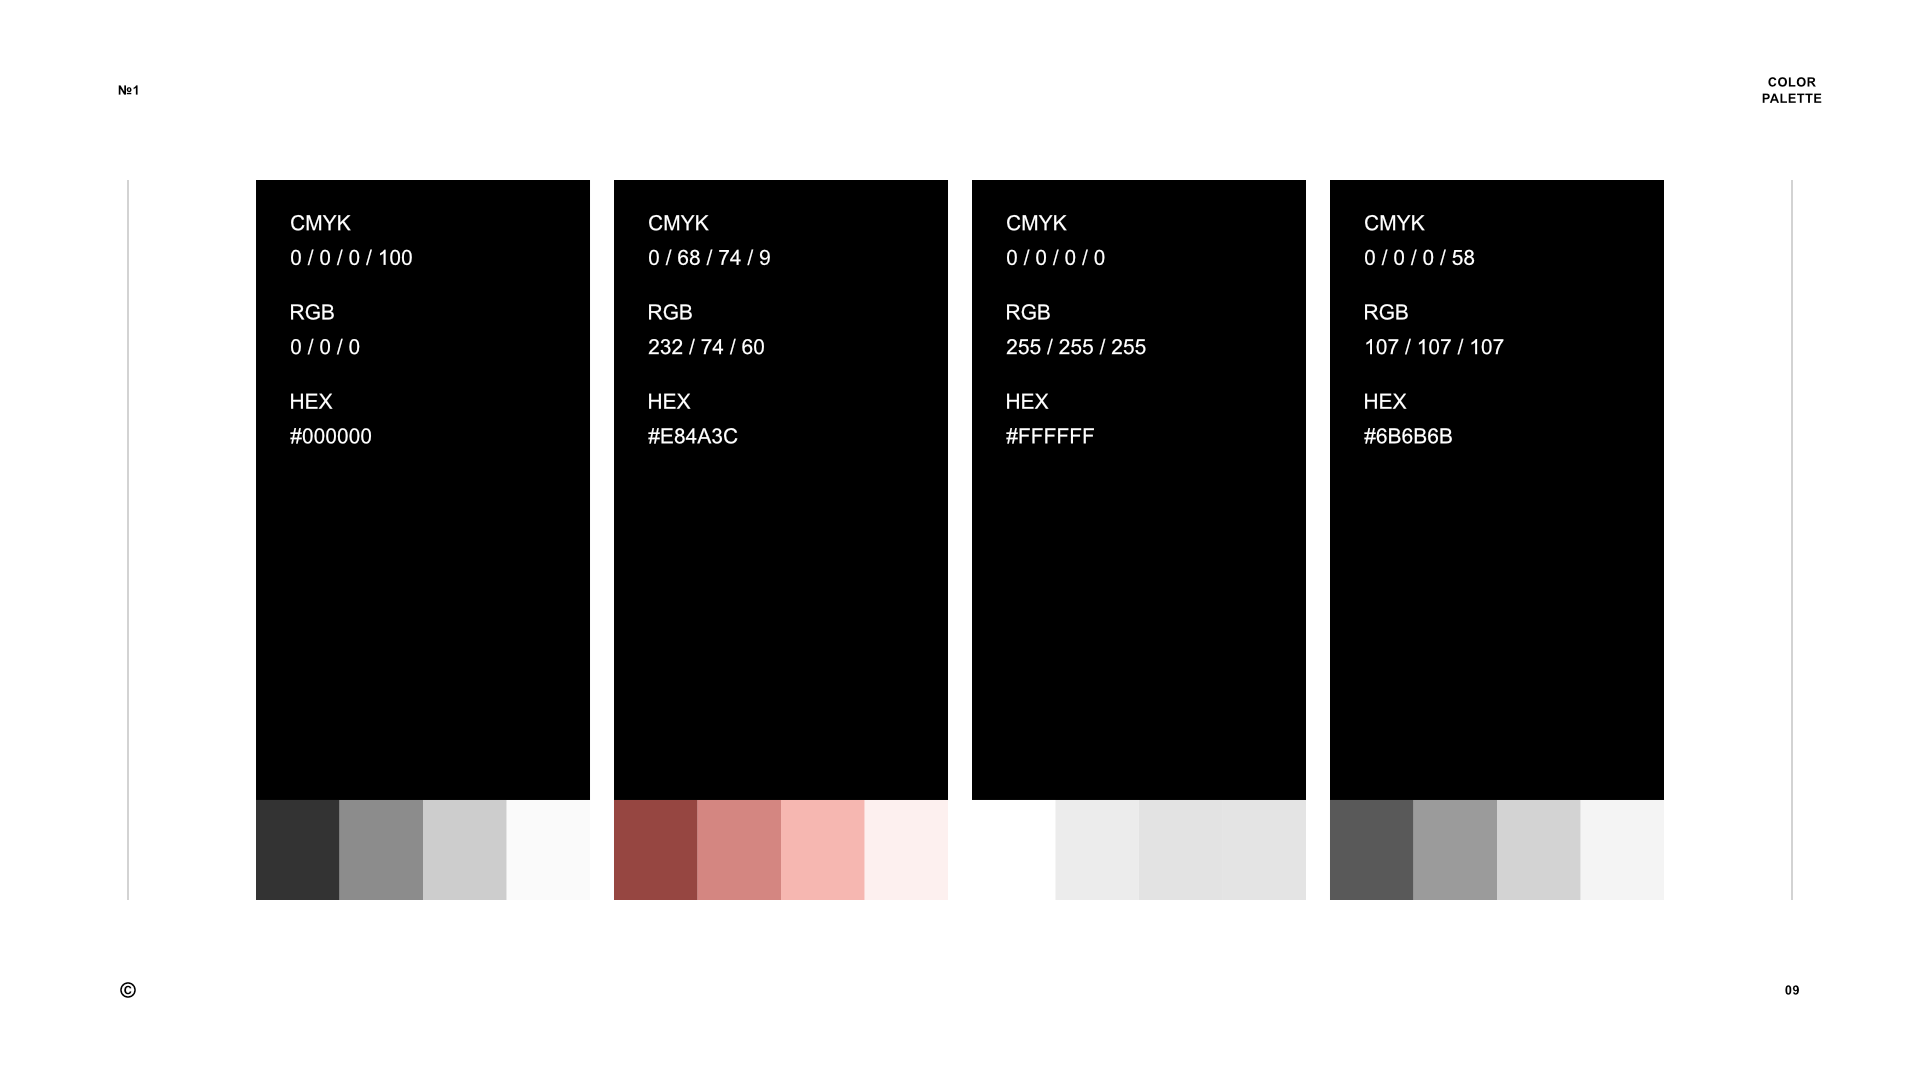 №1
COLOR
PALETTE
CMYK
0 / 0 / 0 / 100
RGB
0 / 0 / 0
HEX
#000000
CMYK
0 / 68 / 74 / 9
RGB
232 / 74 / 60
HEX
#E84A3C
CMYK
0 / 0 / 0 / 0
RGB
255 / 255 / 255
HEX
#FFFFFF
CMYK
0 / 0 / 0 / 58
RGB
107 / 107 / 107
HEX
#6B6B6B
©
09